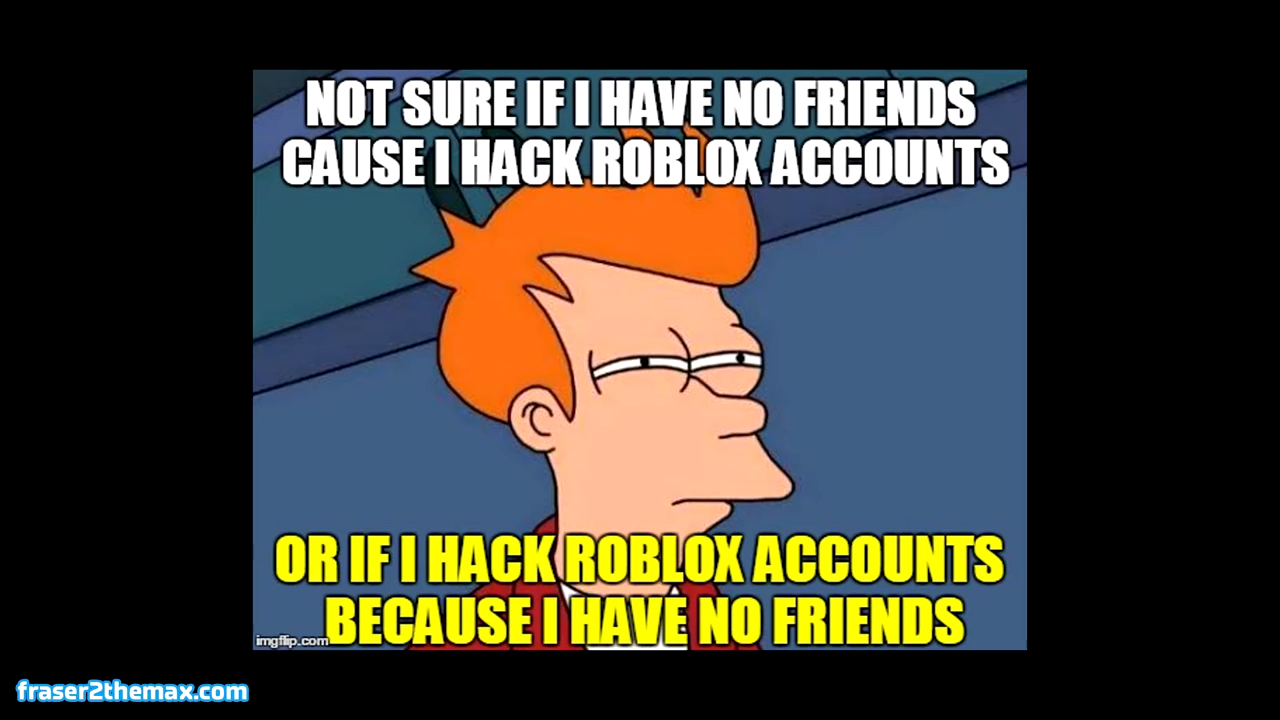 NOT SURE IF I HAVE NO FRIENDS
CAUSE I HACK ROBLOX ACCOUNTS
OR IF I HACK ROBLOX ACCOUNTS
BECAUSE I HAVE NO FRIENDS
imgflip.com
fraser2themax.com